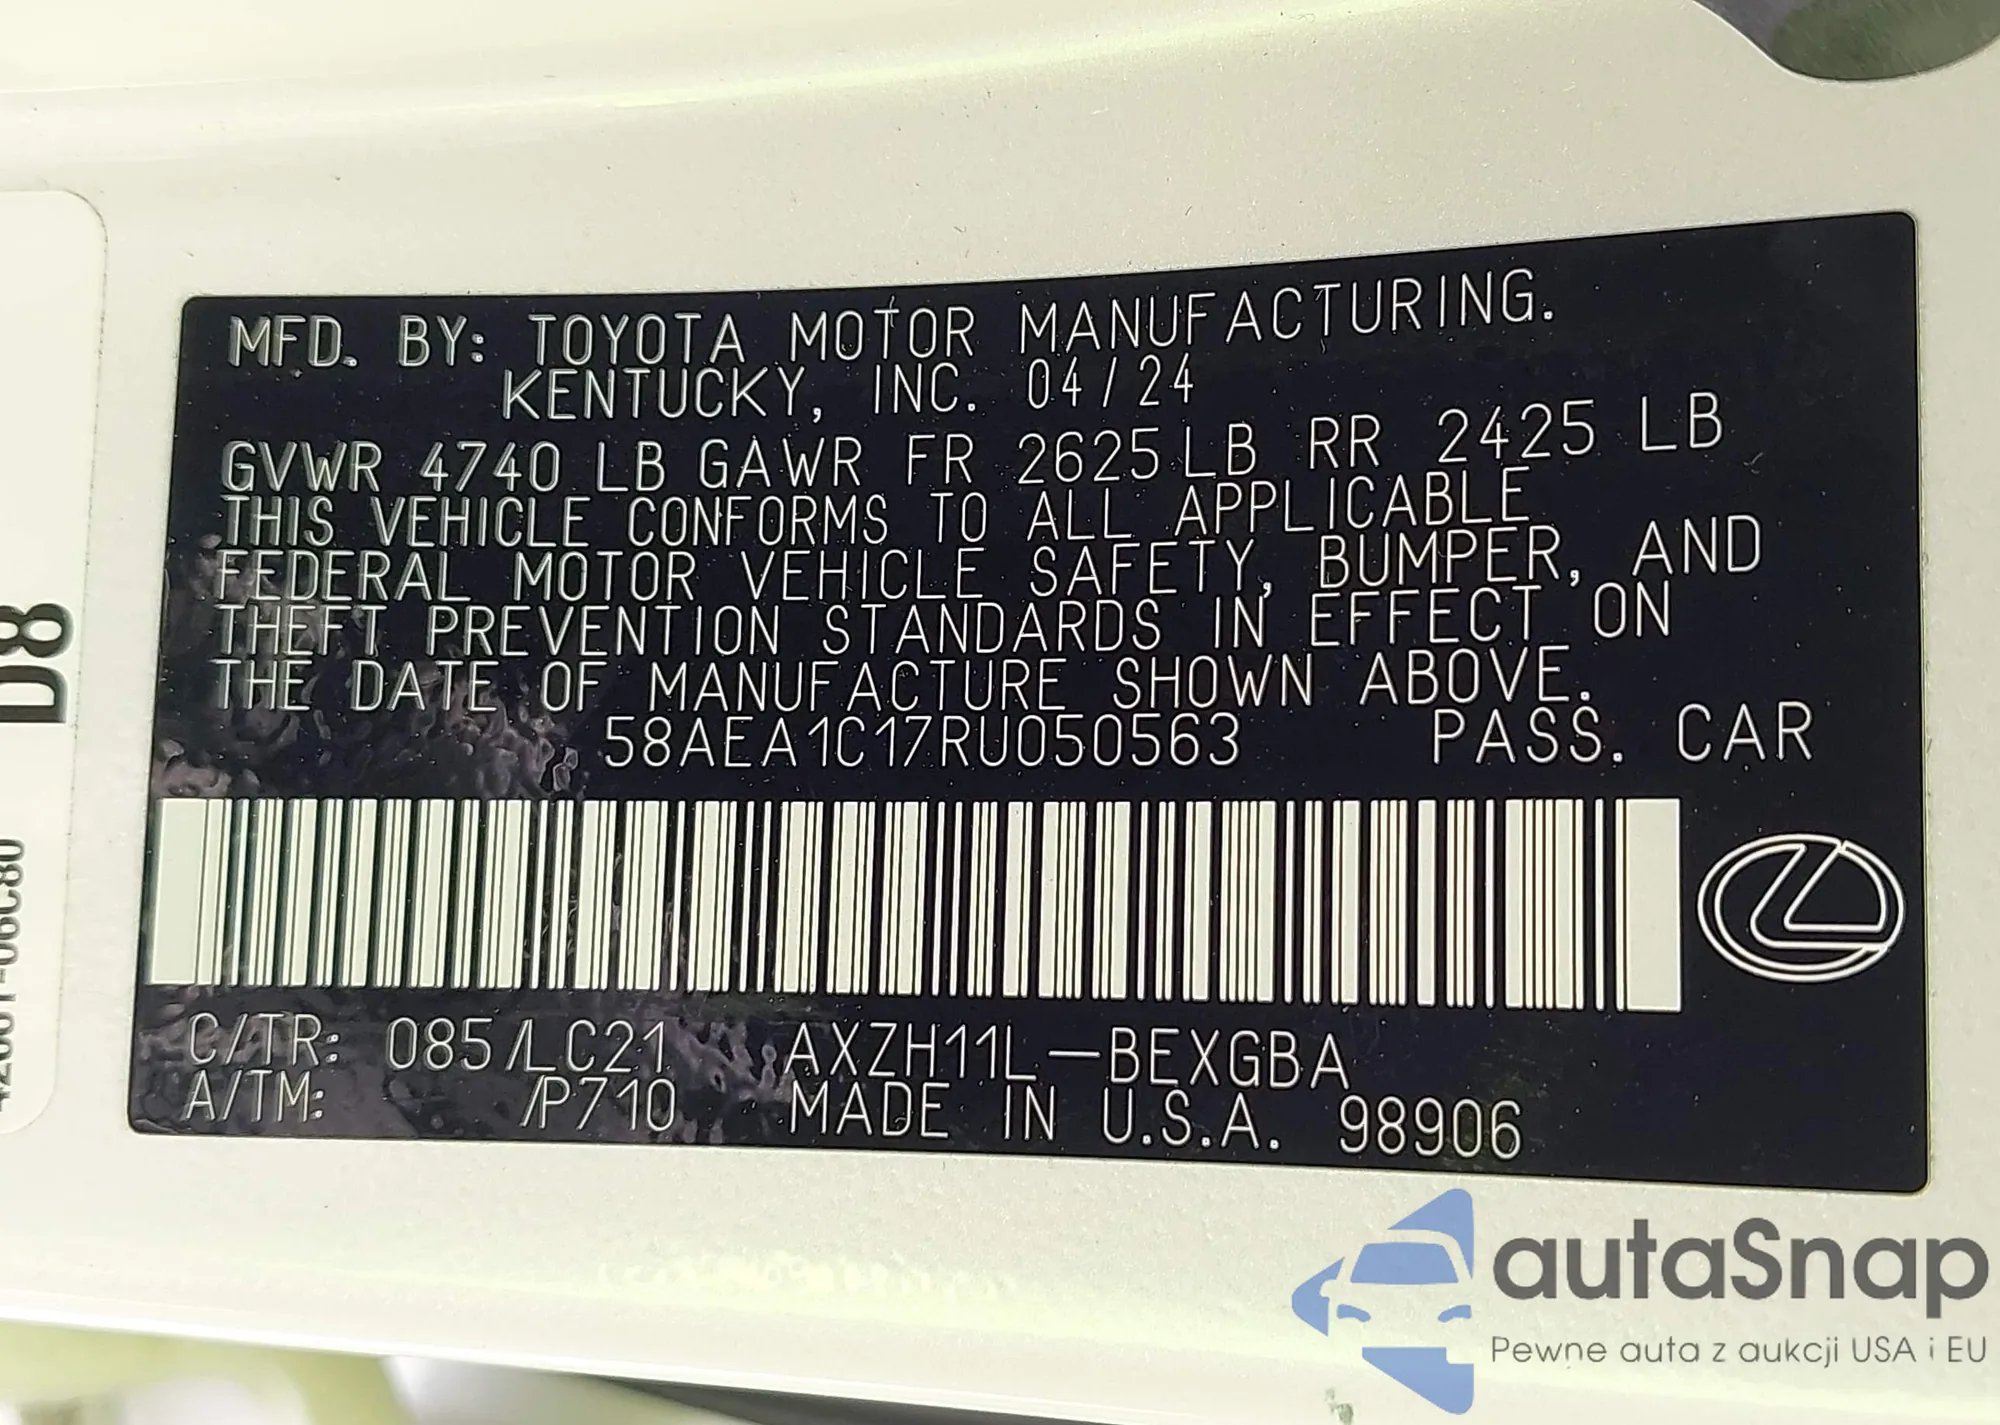 MFD. BY: TOYOTA MOTOR MANUFACTURING.
KENTUCKY, INC. 04/24
GVWR 4740 LB GAWR FR 2625 LB RR 2425 LB
THIS VEHICLE CONFORMS TO ALL APPLICABLE
FEDERAL MOTOR VEHICLE SAFETY, BUMPER, AND
THEFT PREVENTION STANDARDS IN EFFECT ON
THE DATE OF MANUFACTURE SHOWN ABOVE.
58AEA1C17RU050563 PASS. CAR
C/TR: 085/LC21 AXZH11L-BEXGBA
A/TM: /P710 MADE IN U.S.A. 98906
D8
autaSnap
Pewne auta z aukcji USA i EU